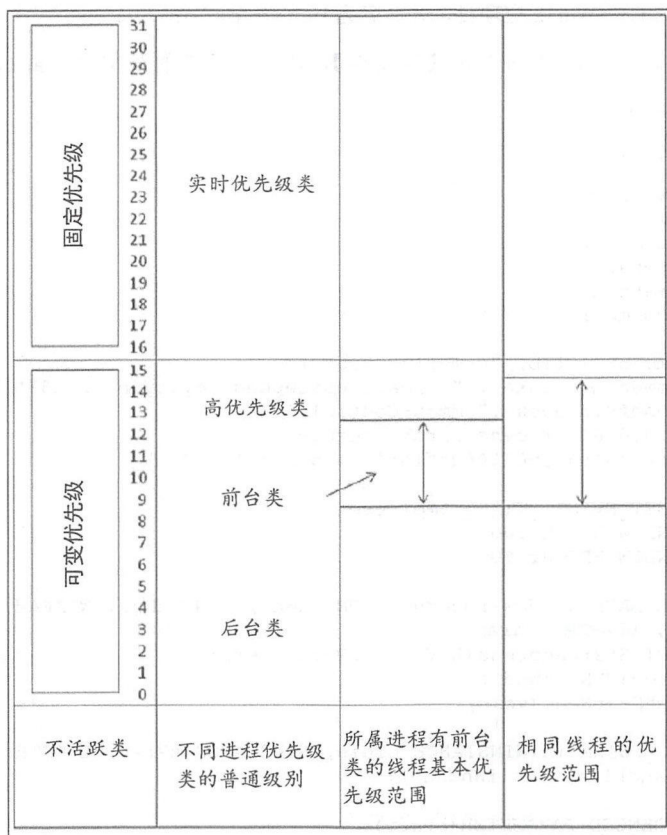 固定优先级
31
30
29
28
27
26
25
24
23
22
21
20
19
18
17
16
实时优先级类
可变优先级
15
14
13
12
11
10
9
8
7
6
5
4
3
2
1
0
高优先级类
前台类
后台类
不活跃类
不同进程优先级
类的普通级别
所属进程有前台
类的线程基本优
先级范围
相同线程的优
先级范围